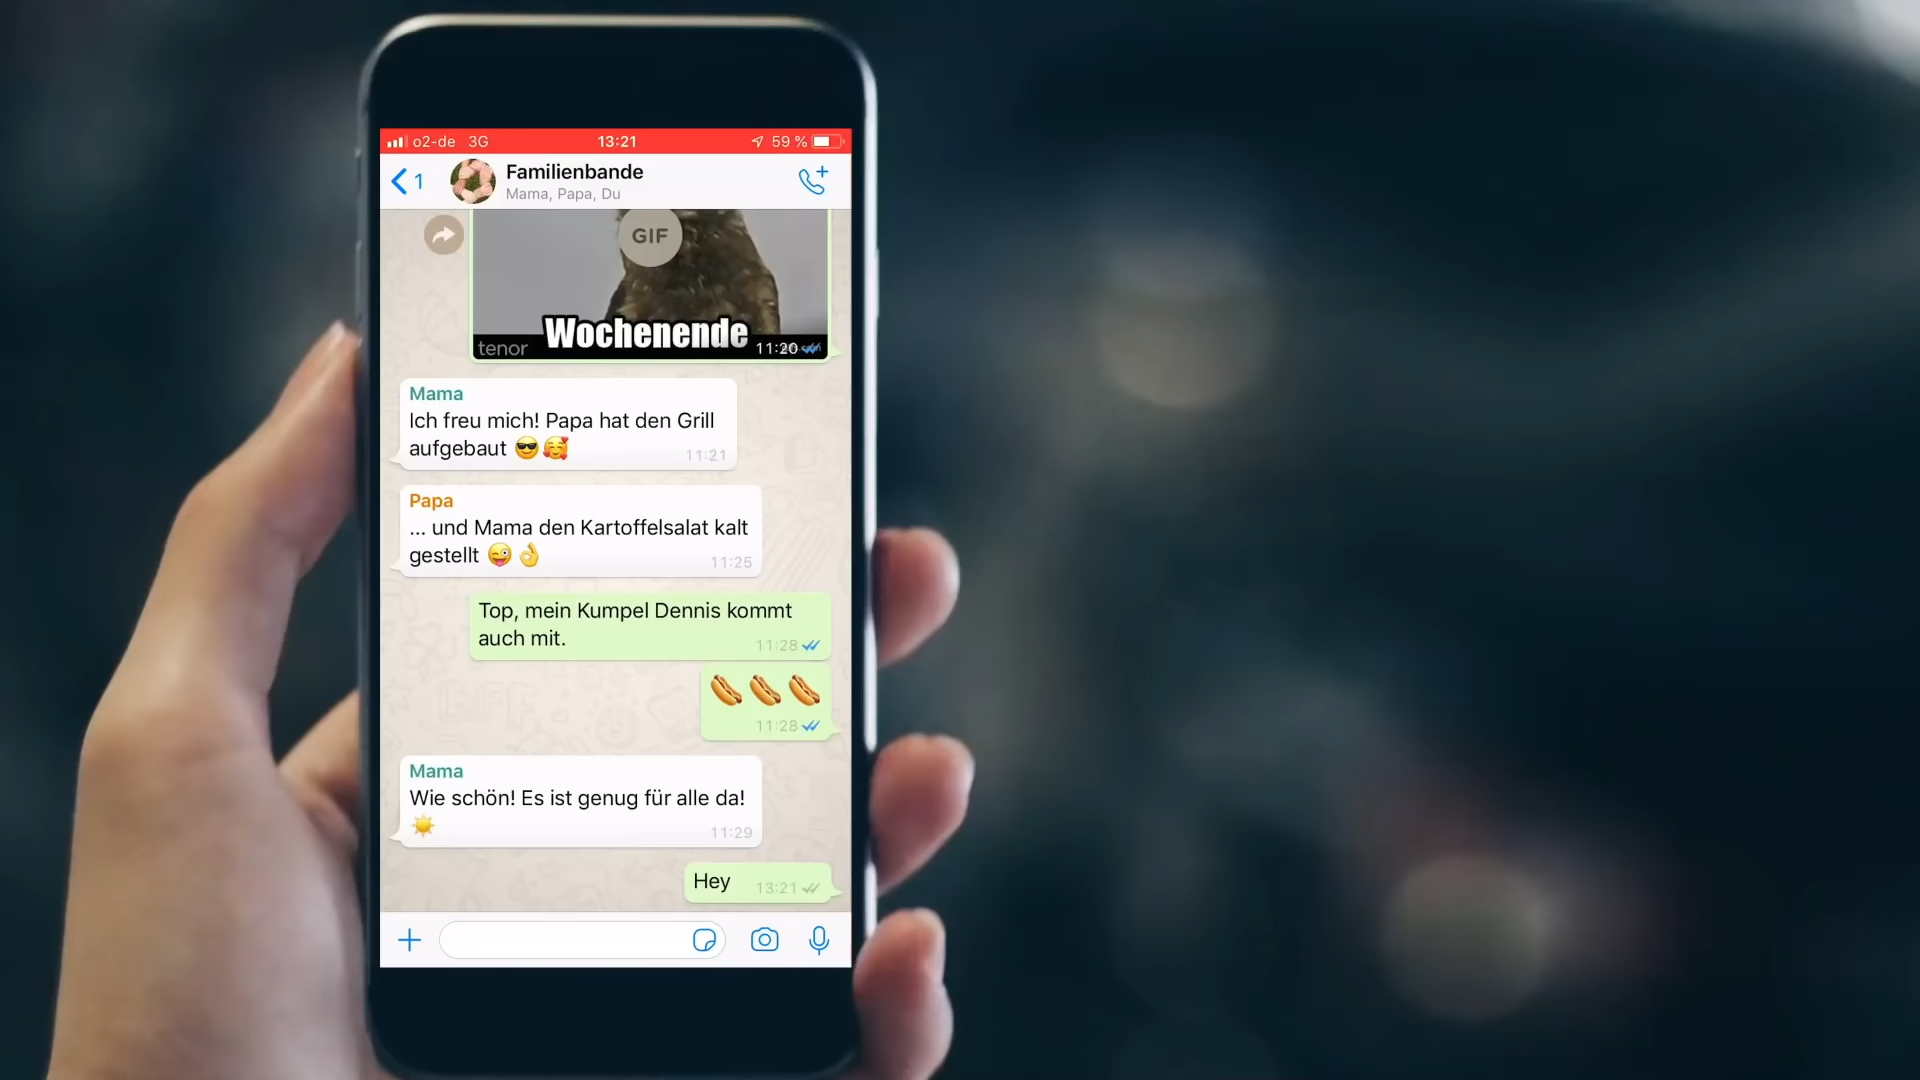 o2-de 3G 13:21 59 %
1 Familienbande
Mama, Papa, Du
GIF
Wochenende
tenor 11:20
Mama
Ich freu mich! Papa hat den Grill
aufgebaut 😎🥰 11:21
Papa
... und Mama den Kartoffelsalat kalt
gestellt 😜👌 11:25
Top, mein Kumpel Dennis kommt
auch mit. 11:28
🌭🌭🌭
11:28
Mama
Wie schön! Es ist genug für alle da!
☀️ 11:29
Hey 13:21